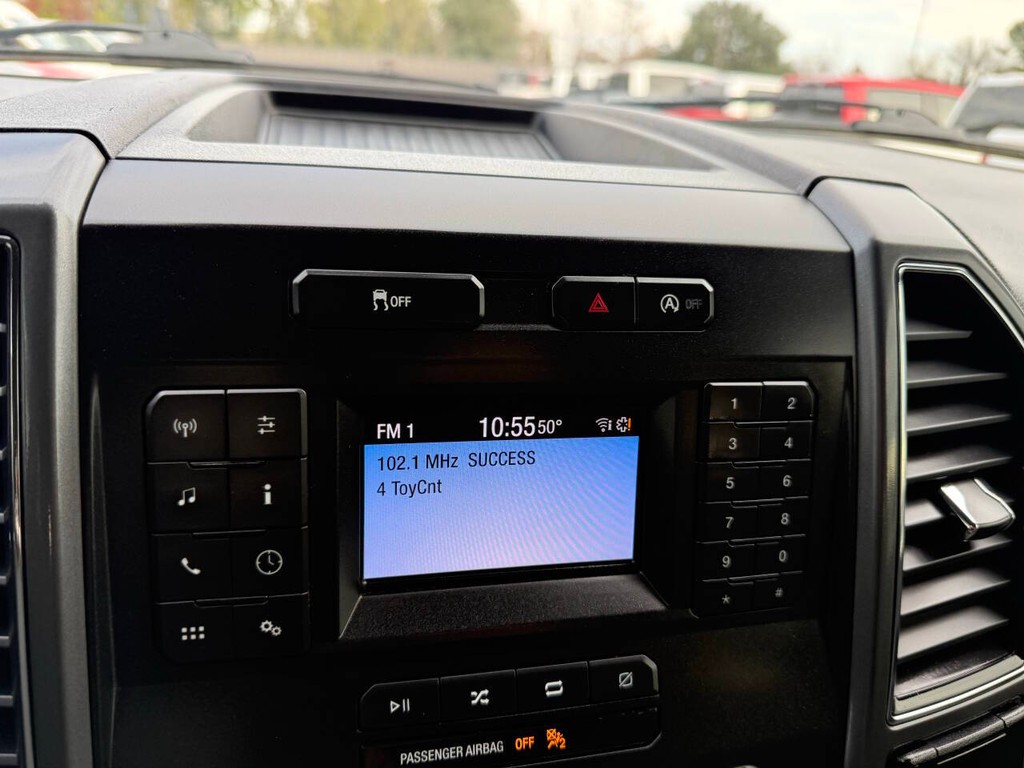 OFF
A OFF
FM 1 10:55 50°
102.1 MHz SUCCESS
4 ToyCnt
i
1 2
3 4
5 6
7 8
9 0
* #
PASSENGER AIRBAG OFF 2